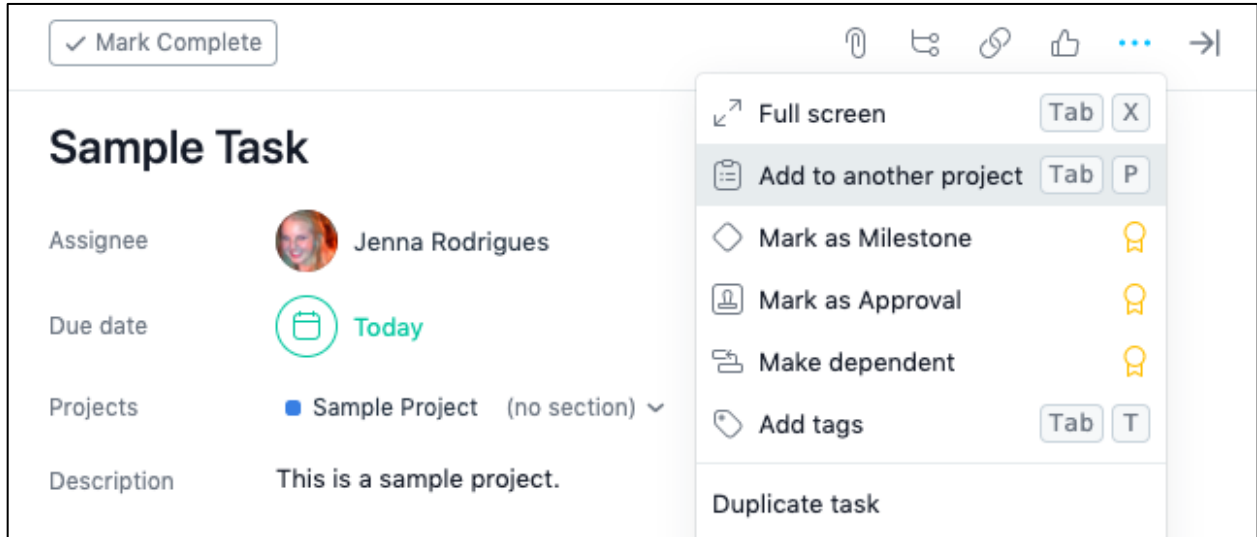 Mark Complete
Full screen Tab X
Sample Task
Add to another project Tab P
Assignee Jenna Rodrigues
Mark as Milestone
Mark as Approval
Due date Today
Make dependent
Projects Sample Project (no section)
Add tags Tab T
Description This is a sample project.
Duplicate task